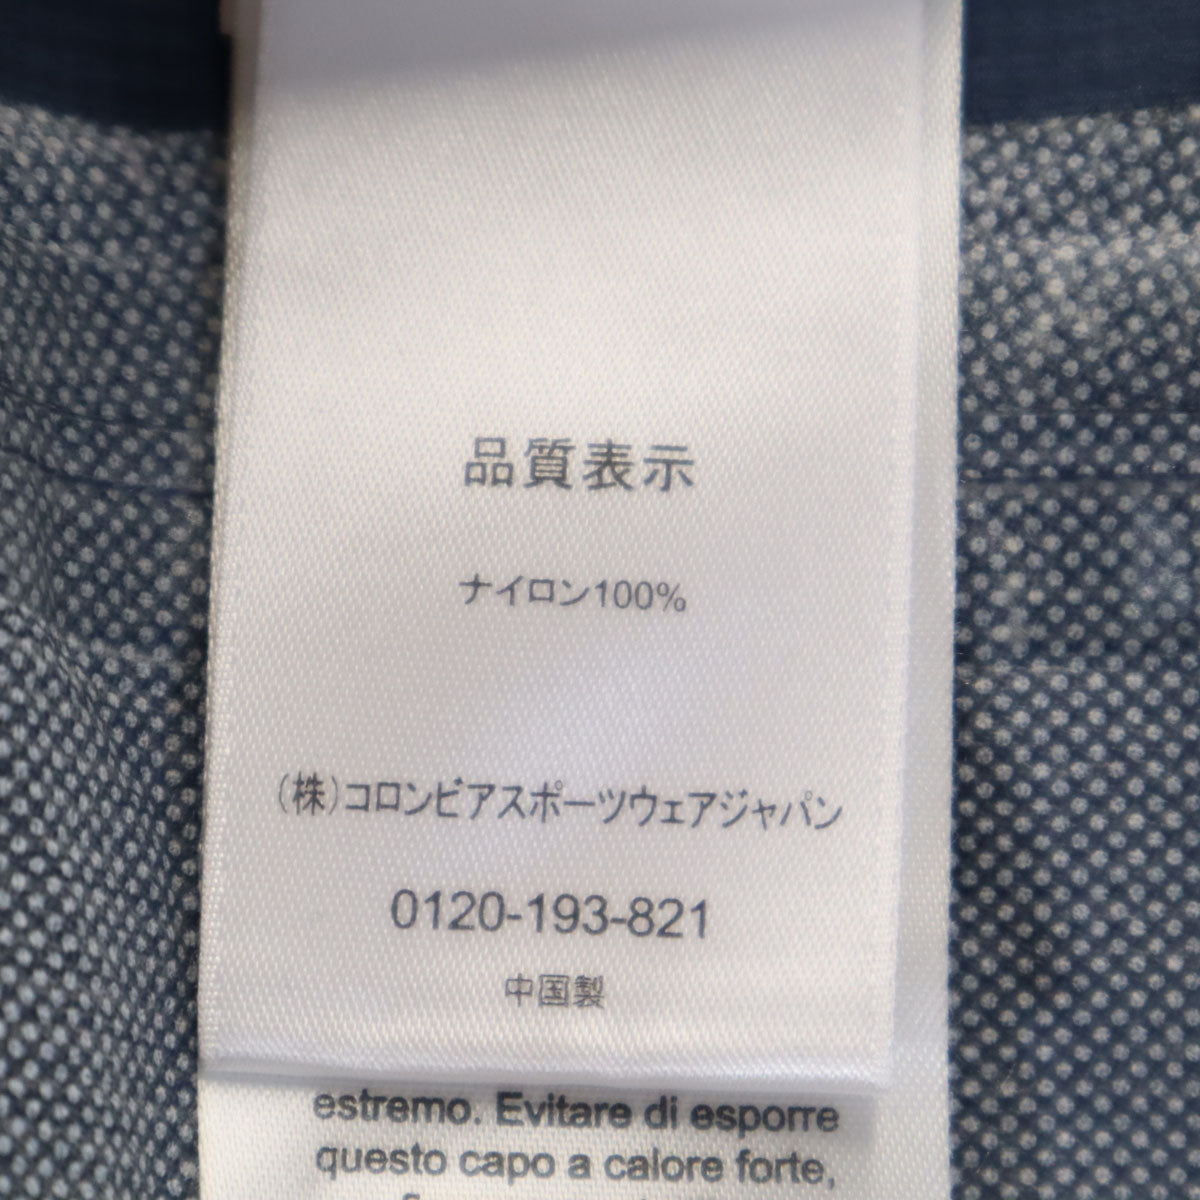 品質表示
ナイロン100%
(株)コロンビアスポーツウェアジャパン
0120-193-821
中国製
estremo. Evitare di esporre
questo capo a calore forte,